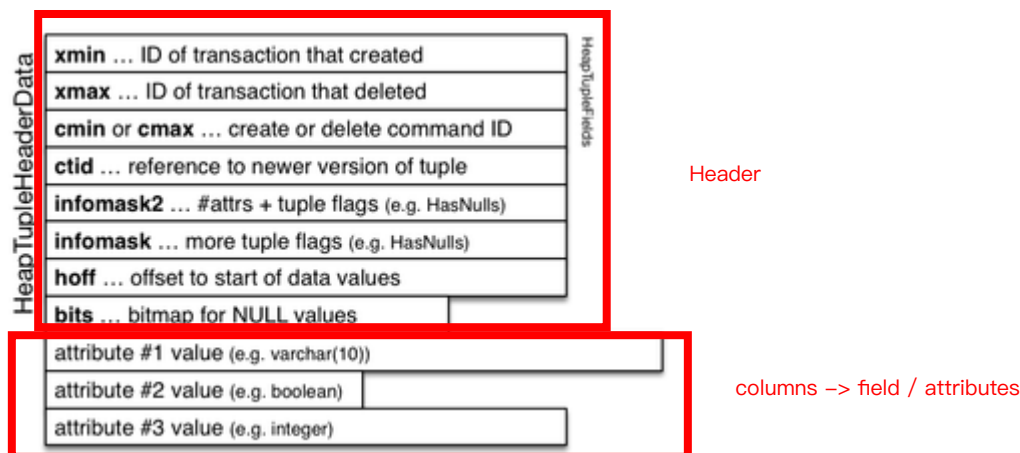 HeapTupleHeaderData
HeapTupleFields
xmin … ID of transaction that created
xmax … ID of transaction that deleted
cmin or cmax … create or delete command ID
ctid … reference to newer version of tuple
infomask2 … #attrs + tuple flags (e.g. HasNulls)
infomask … more tuple flags (e.g. HasNulls)
hoff … offset to start of data values
bits … bitmap for NULL values
Header
attribute #1 value (e.g. varchar(10))
attribute #2 value (e.g. boolean)
attribute #3 value (e.g. integer)
columns –> field / attributes